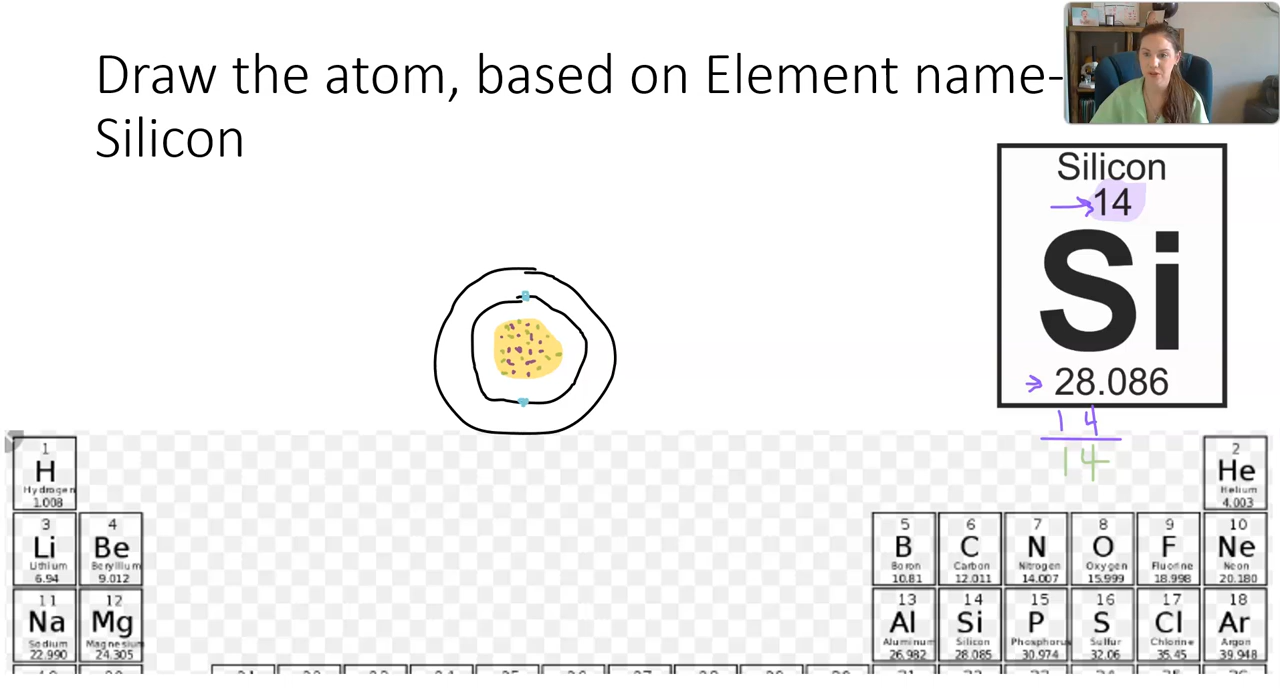 Draw the atom, based on Element name-
Silicon
Silicon
14
Si
28.086
14
14
1
H
Hydrogen
1.008
2
He
Helium
4.003
3
Li
Lithium
6.94
4
Be
Beryllium
9.012
5
B
Boron
10.81
6
C
Carbon
12.011
7
N
Nitrogen
14.007
8
O
Oxygen
15.999
9
F
Fluorine
18.998
10
Ne
Neon
20.180
11
Na
Sodium
22.990
12
Mg
Magnesium
24.305
13
Al
Aluminum
26.982
14
Si
Silicon
28.085
15
P
Phosphorus
30.974
16
S
Sulfur
32.06
17
Cl
Chlorine
35.45
18
Ar
Argon
39.948